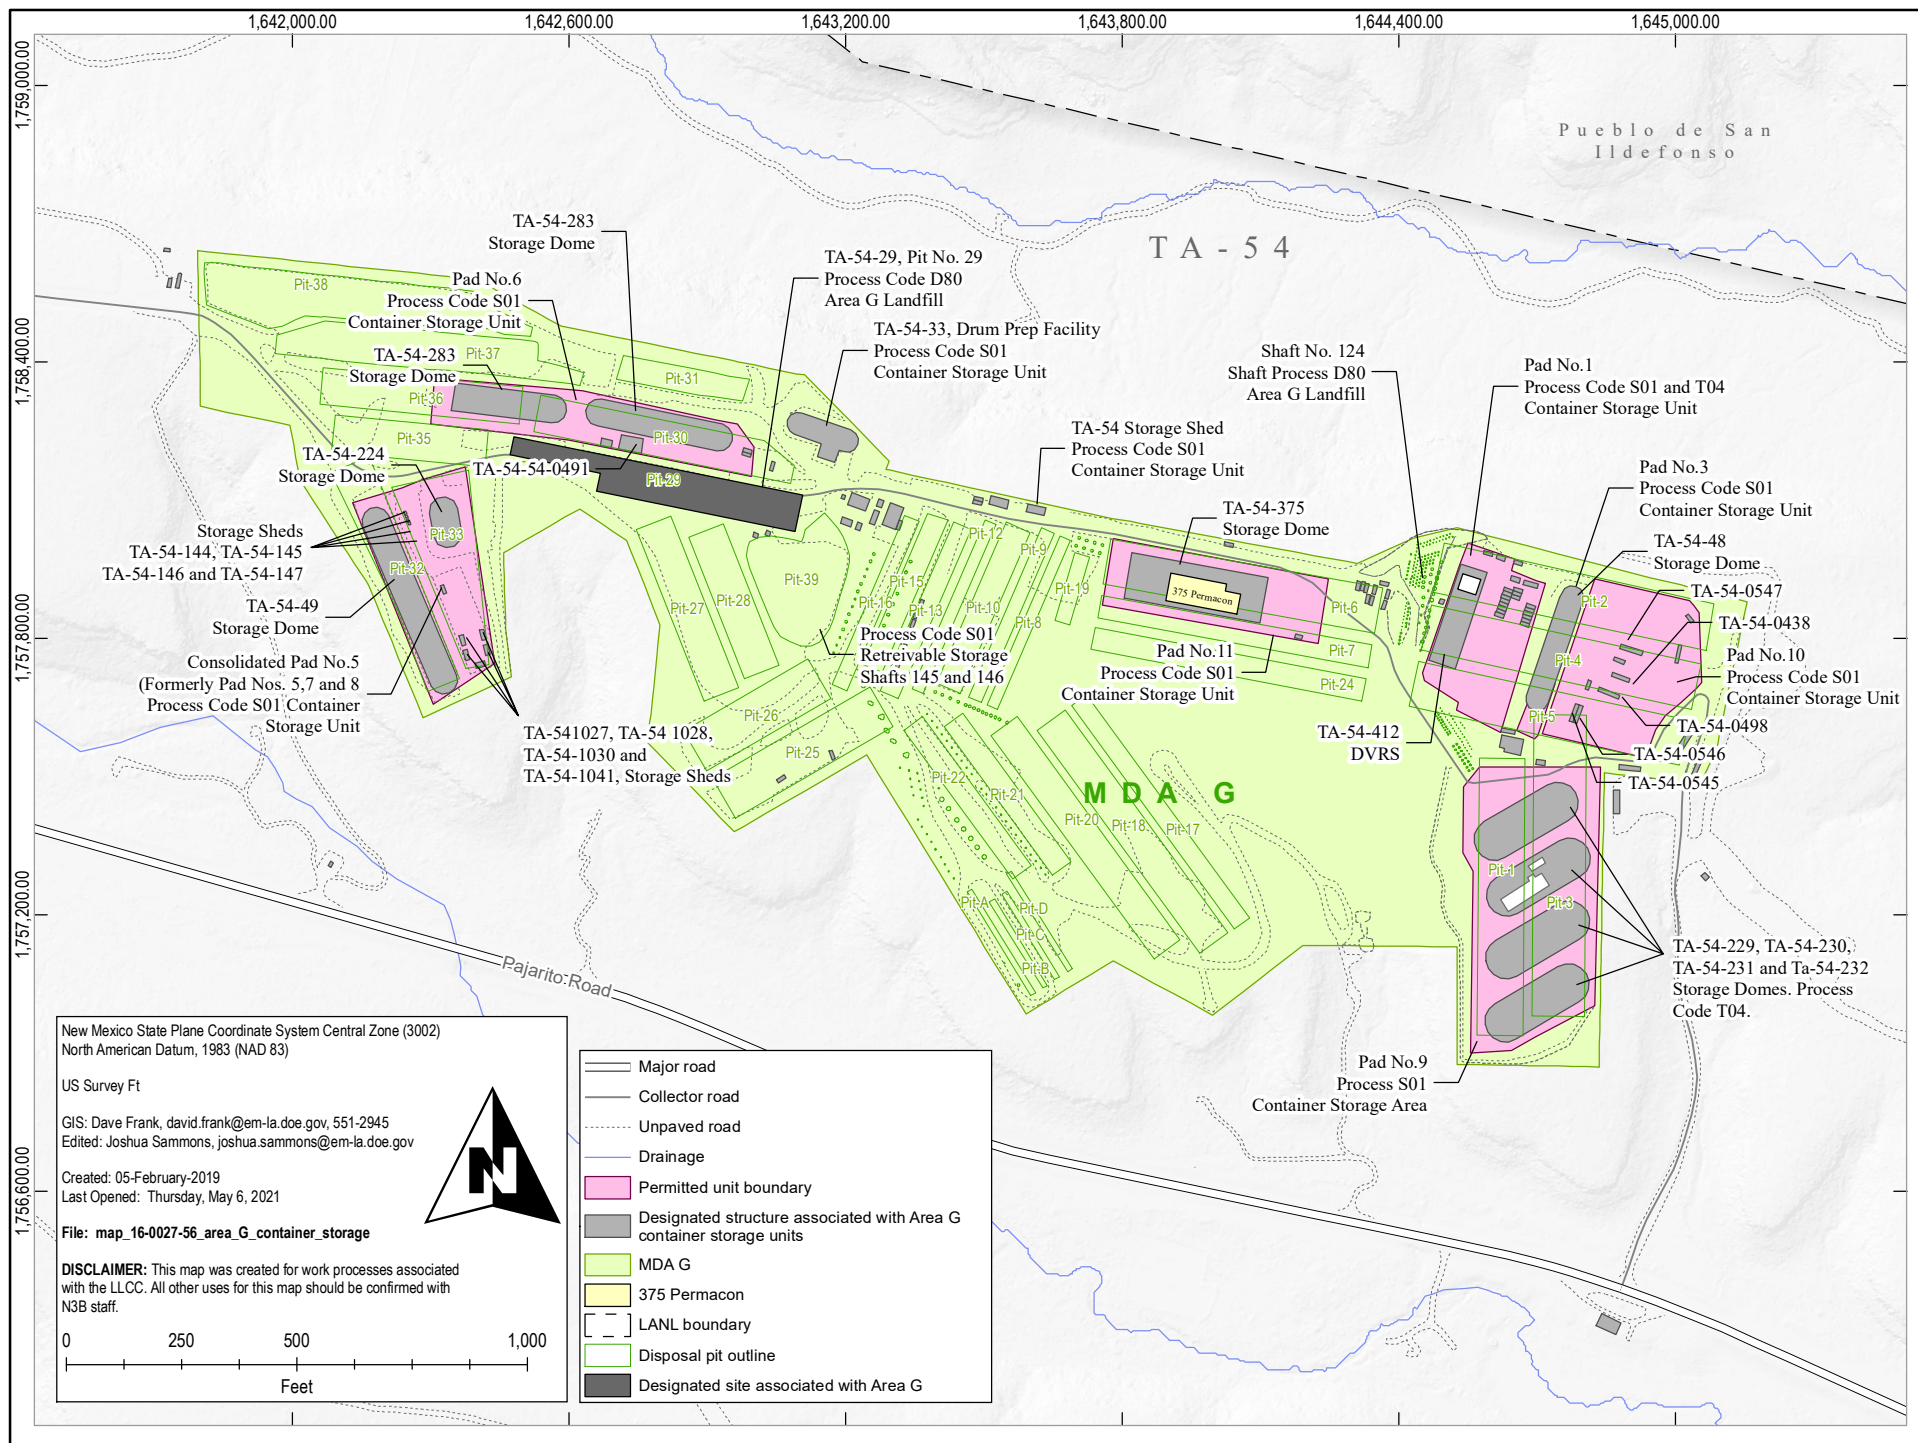 1,642,000.00
1,642,600.00
1,643,200.00
1,643,800.00
1,644,400.00
1,645,000.00
1,759,000.00
1,758,400.00
1,757,800.00
1,757,200.00
1,756,600.00
Pueblo de San
Ildefonso
TA-54
TA-54-283
Storage Dome
Pad No.6
Process Code S01
Container Storage Unit
TA-54-283
Storage Dome
TA-54-29, Pit No. 29
Process Code D80
Area G Landfill
TA-54-33, Drum Prep Facility
Process Code S01
Container Storage Unit
Shaft No. 124
Shaft Process D80
Area G Landfill
Pad No.1
Process Code S01 and T04
Container Storage Unit
TA-54 Storage Shed
Process Code S01
Container Storage Unit
Pad No.3
Process Code S01
Container Storage Unit
TA-54-375
Storage Dome
TA-54-48
Storage Dome
TA-54-0547
TA-54-0438
Pad No.10
Process Code S01
Container Storage Unit
TA-54-0498
TA-54-0546
TA-54-0545
TA-54-224
Storage Dome
TA-54-54-0491
Storage Sheds
TA-54-144, TA-54-145
TA-54-146 and TA-54-147
TA-54-49
Storage Dome
Consolidated Pad No.5
(Formerly Pad Nos. 5,7 and 8
Process Code S01 Container
Storage Unit
TA-541027, TA-54 1028,
TA-54-1030 and
TA-54-1041, Storage Sheds
Process Code S01
Retreivable Storage
Shafts 145 and 146
Pad No.11
Process Code S01
Container Storage Unit
375 Permacon
TA-54-412
DVRS
TA-54-229, TA-54-230,
TA-54-231 and Ta-54-232
Storage Domes. Process
Code T04.
Pad No.9
Process S01
Container Storage Area
MDA G
Pit-38
Pit-37
Pit-31
Pit-36
Pit-35
Pit-30
Pit-29
Pit-33
Pit-32
Pit-39
Pit-27
Pit-28
Pit-26
Pit-25
Pit-16
Pit-15
Pit-13
Pit-12
Pit-10
Pit-9
Pit-8
Pit-19
Pit-6
Pit-7
Pit-24
Pit-22
Pit-21
Pit-20
Pit-18
Pit-17
Pit-A
Pit-D
Pit-C
Pit-B
Pit-2
Pit-4
Pit-5
Pit-1
Pit-3
Pajarito Road
New Mexico State Plane Coordinate System Central Zone (3002)
North American Datum, 1983 (NAD 83)
US Survey Ft
GIS: Dave Frank, david.frank@em-la.doe.gov, 551-2945
Edited: Joshua Sammons, joshua.sammons@em-la.doe.gov
Created: 05-February-2019
Last Opened: Thursday, May 6, 2021
File: map_16-0027-56_area_G_container_storage
DISCLAIMER: This map was created for work processes associated
with the LLCC. All other uses for this map should be confirmed with
N3B staff.
N
0 250 500 1,000
Feet
Major road
Collector road
Unpaved road
Drainage
Permitted unit boundary
Designated structure associated with Area G
container storage units
MDA G
375 Permacon
LANL boundary
Disposal pit outline
Designated site associated with Area G